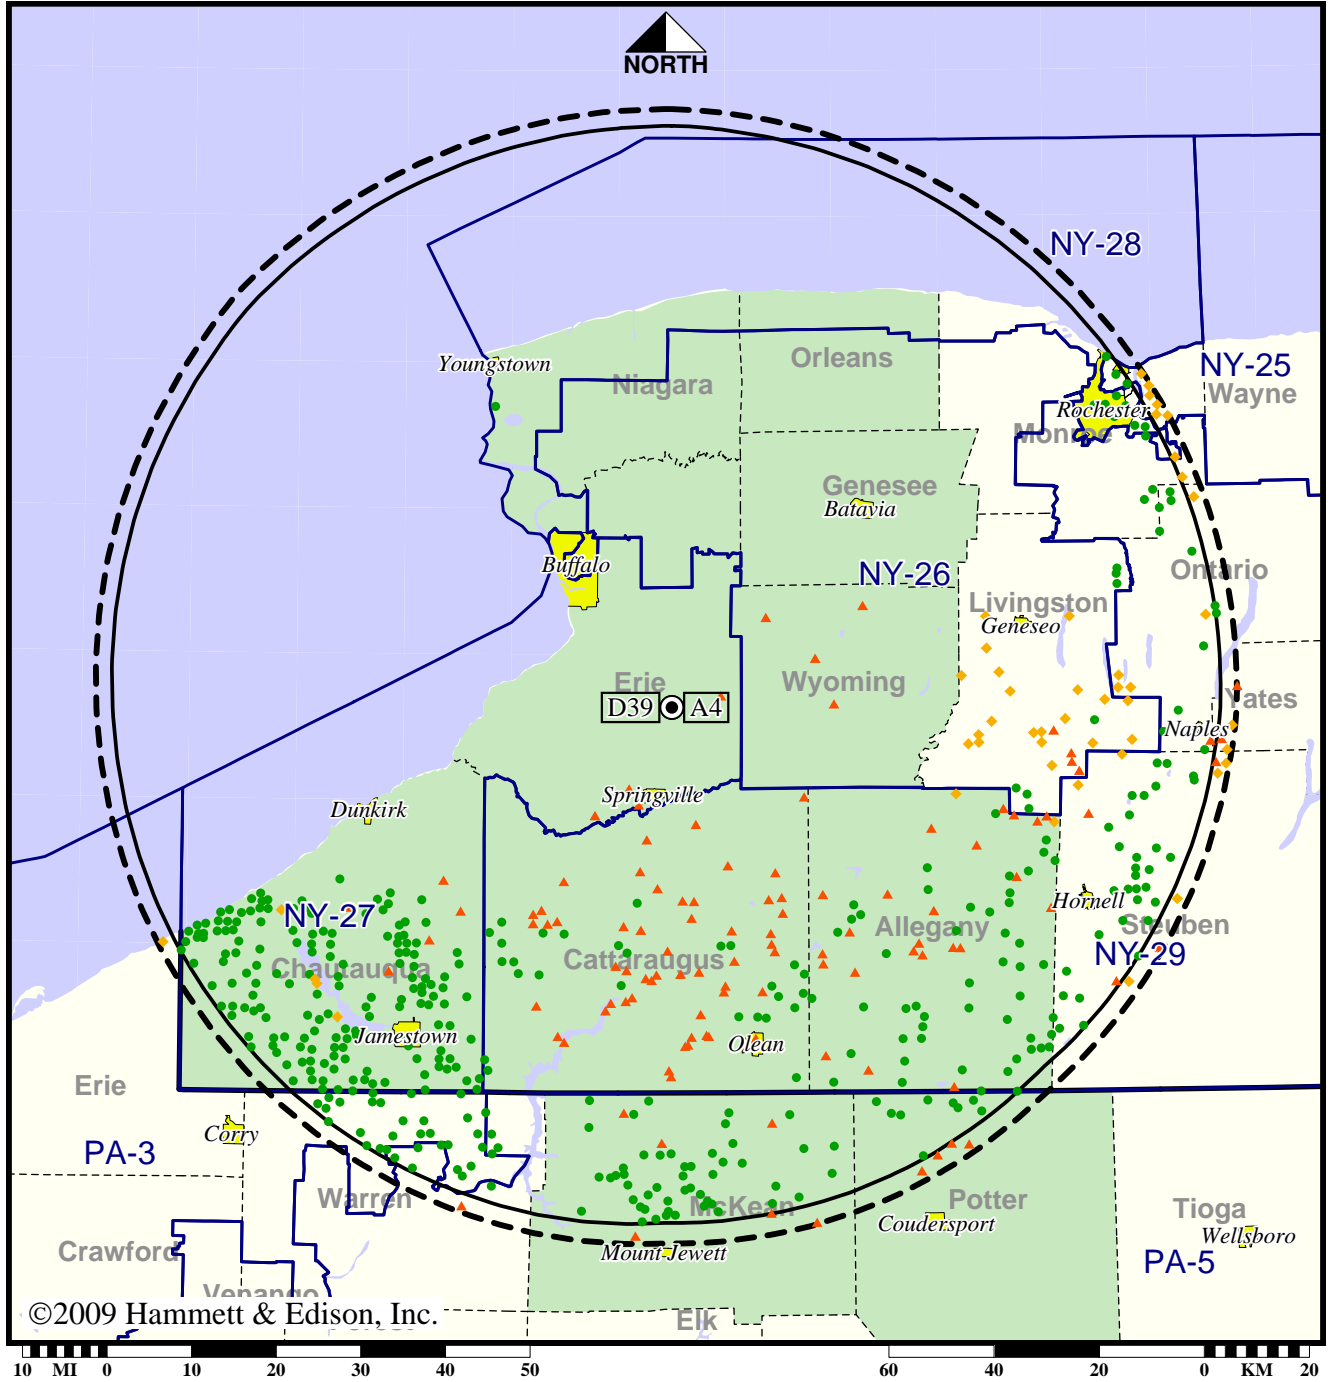 NORTH
NY-28
Youngstown
Orleans
NY-25
Niagara
Wayne
Rochester
Monroe
Genesee
Batavia
Buffalo
NY-26
Ontario
Livingston
Geneseo
Erie
Wyoming
D39
A4
Yates
Naples
Springville
Dunkirk
Hornell
NY-27
Allegany
Steuben
Chautauqua
Cattaraugus
NY-29
Jamestown
Olean
Erie
Corry
PA-3
Warren
McKean
Potter
Tioga
Coudersport
Wellsboro
Crawford
Mount Jewett
PA-5
Venango
©2009 Hammett & Edison, Inc.
Elk
10 MI 0 10 20 30 40 50
60 40 20 0 KM 20